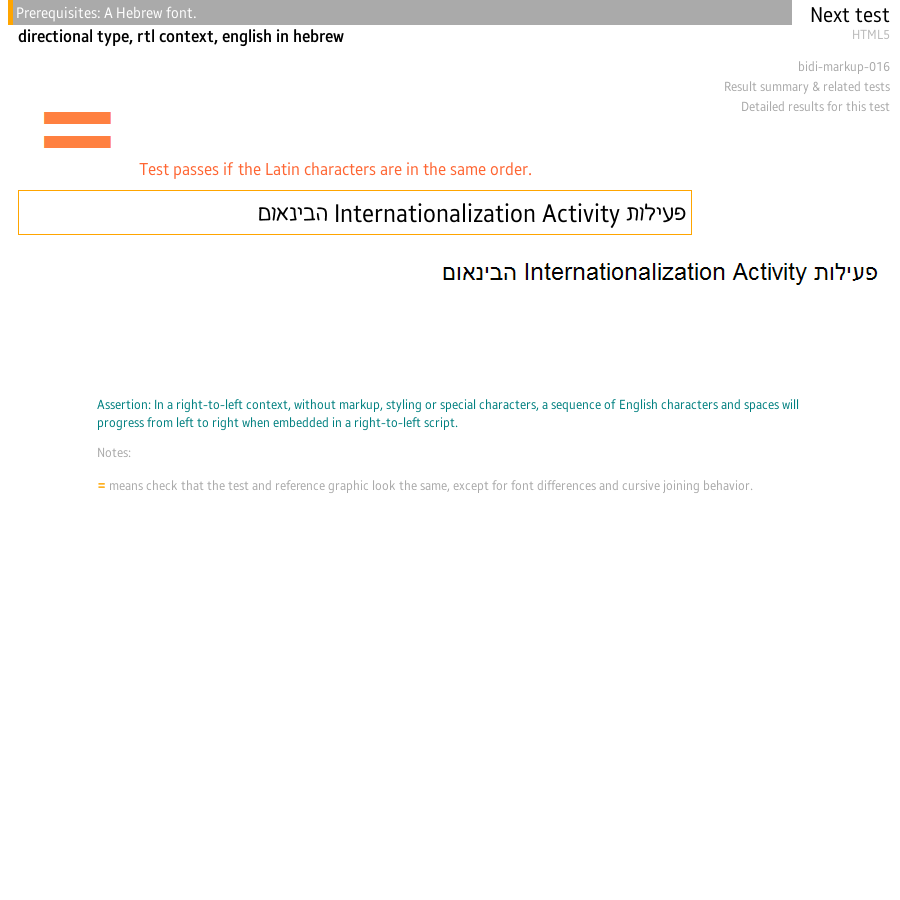 Prerequisites: A Hebrew font.
Next test
directional type, rtl context, english in hebrew
HTML5
bidi-markup-016
Result summary & related tests
Detailed results for this test
Test passes if the Latin characters are in the same order.
פעילות Internationalization Activity הבינאום
פעילות Internationalization Activity הבינאום
Assertion: In a right-to-left context, without markup, styling or special characters, a sequence of English characters and spaces will
progress from left to right when embedded in a right-to-left script.
Notes:
= means check that the test and reference graphic look the same, except for font differences and cursive joining behavior.